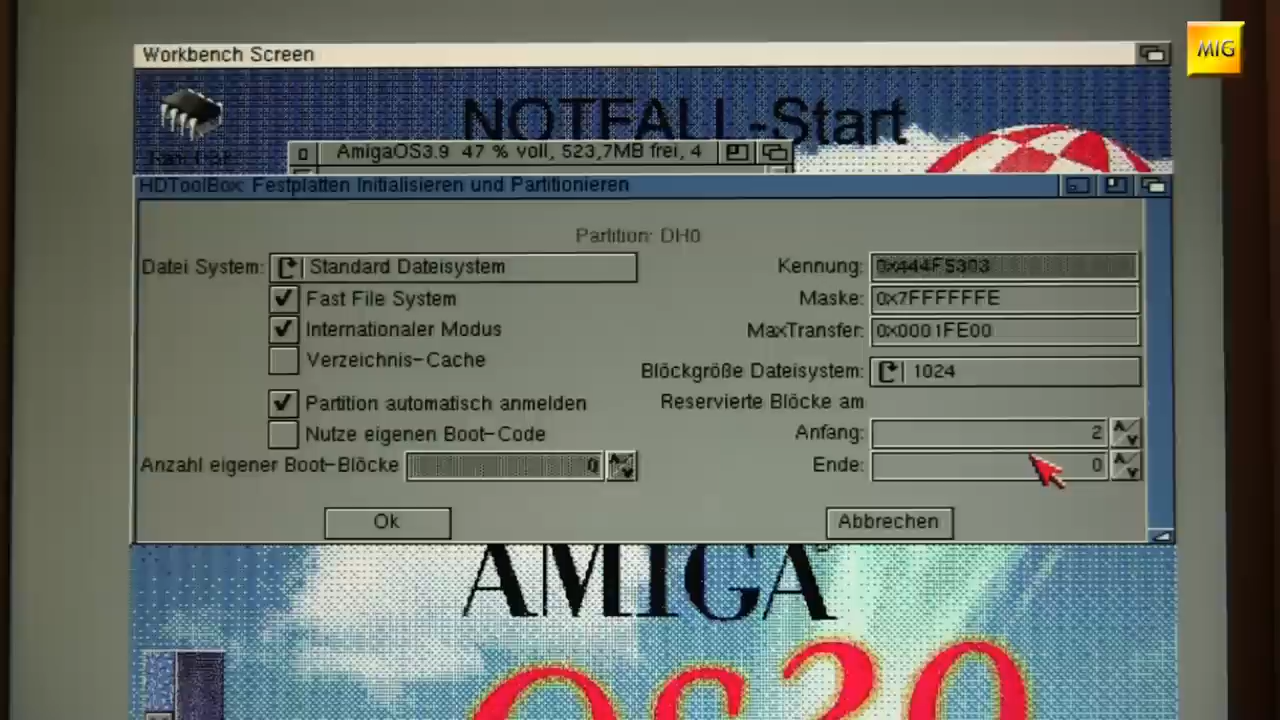 MIG
Workbench Screen
NOTFALL-Start
AmigaOS3.9 47 % voll, 523,7MB frei, 4
HDToolBox: Festplatten Initialisieren und Partitionieren
Partition: DH0
Datei System: Standard Dateisystem
Kennung: 0x444F5303
Fast File System
Maske: 0x7FFFFFFE
Internationaler Modus
MaxTransfer: 0x0001FE00
Verzeichnis-Cache
Blöckgröße Dateisystem: 1024
Reservierte Blöcke am
Partition automatisch anmelden
Nutze eigenen Boot-Code
Anfang: 2
Anzahl eigener Boot-Blöcke 0
Ende: 0
Ok
Abbrechen
AMIGA